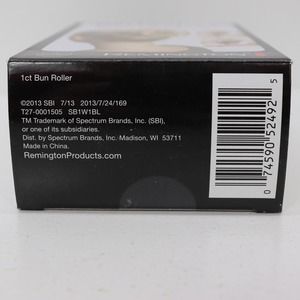 1ct Bun Roller
©2013 SBI 7/13 2013/7/24/169
T27-0001505 SB1W1BL
TM Trademark of Spectrum Brands, Inc. (SBI),
or one of its subsidiaries.
Dist. by Spectrum Brands, Inc. Madison, WI 53711
Made in China.
RemingtonProducts.com
0 74590 52492 5